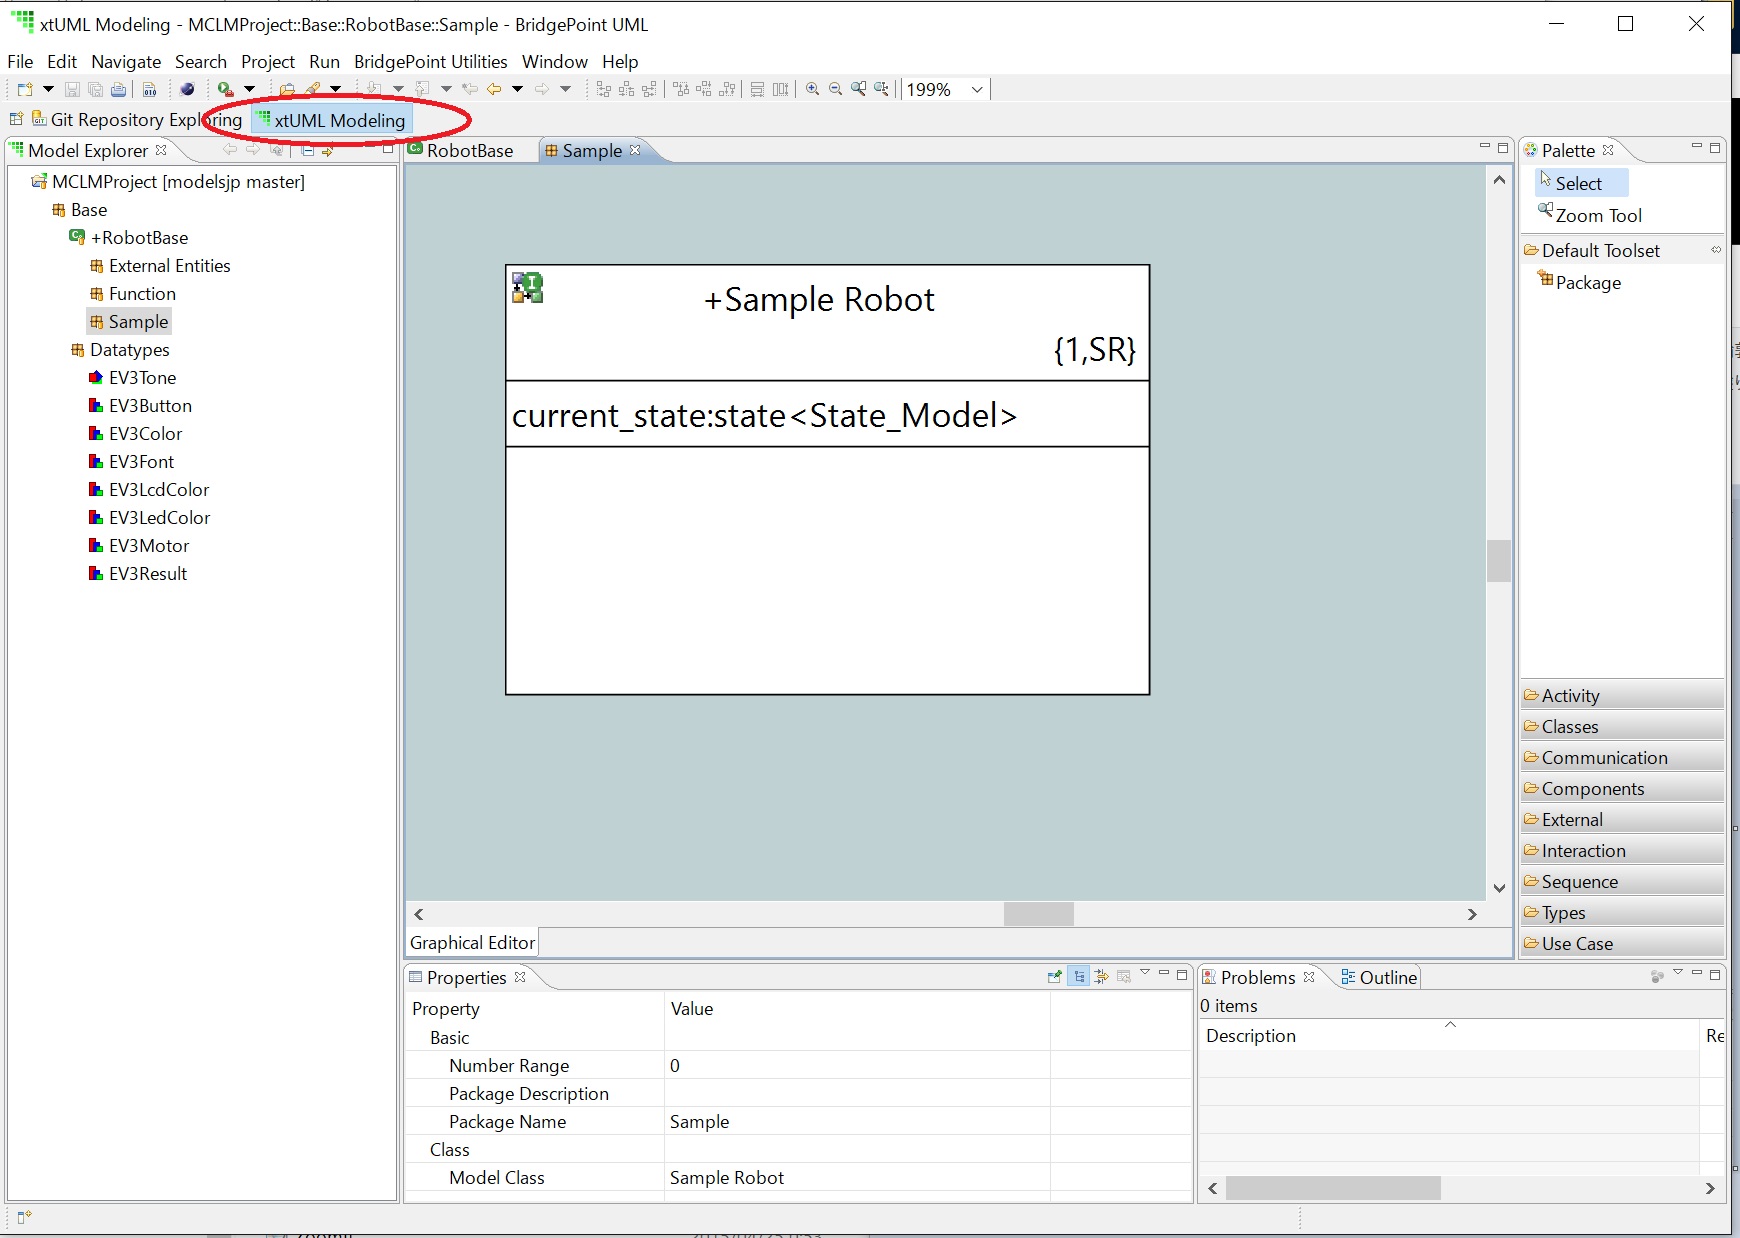 xtUML Modeling - MCLMProject::Base::RobotBase::Sample - BridgePoint UML
File Edit Navigate Search Project Run BridgePoint Utilities Window Help
199%
Git Repository Exploring xtUML Modeling
Model Explorer
MCLMProject [modelsjp master]
Base
+RobotBase
External Entities
Function
Sample
Datatypes
EV3Tone
EV3Button
EV3Color
EV3Font
EV3LcdColor
EV3LedColor
EV3Motor
EV3Result
RobotBase Sample
+Sample Robot
{1,SR}
current_state:state<State_Model>
Graphical Editor
Palette
Select
Zoom Tool
Default Toolset
Package
Activity
Classes
Communication
Components
External
Interaction
Sequence
Types
Use Case
Properties
Property Value
Basic
Number Range 0
Package Description
Package Name Sample
Class
Model Class Sample Robot
Problems Outline
0 items
Description Re